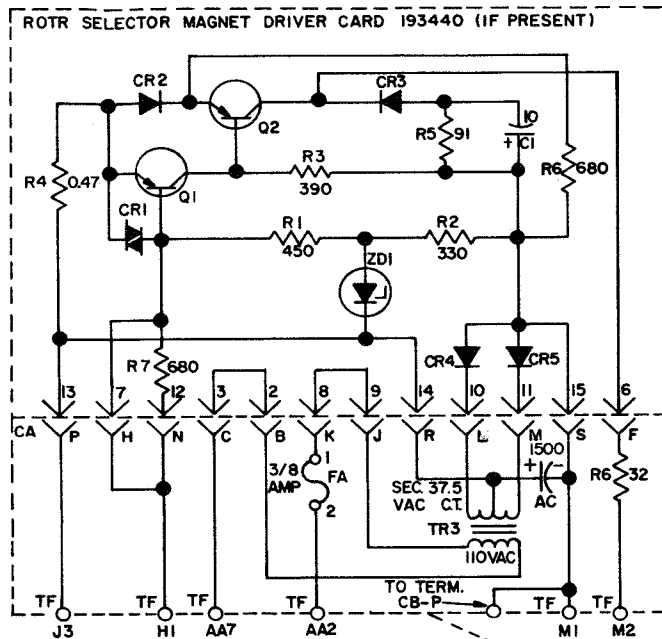 ROTR SELECTOR MAGNET DRIVER CARD 193440 (IF PRESENT)
CR2 CR3
Q2 10
R5 91 + C1
R3 R6 680
R4 0.47 390
Q1
CR1 R1 R2
450 330
ZD1
R7 680 CR4 CR5
13 7 12 3 2 8 9 14 10 11 15 6
CA P H N C B K J R L M S F
1500
1 + -
3/8 AMP FA SEC. 37.5 VAC C.T. AC R6 32
2 TR3
110VAC
TO TERM. CB-P
TF TF TF TF TF TF
J3 H1 AA7 AA2 M1 M2